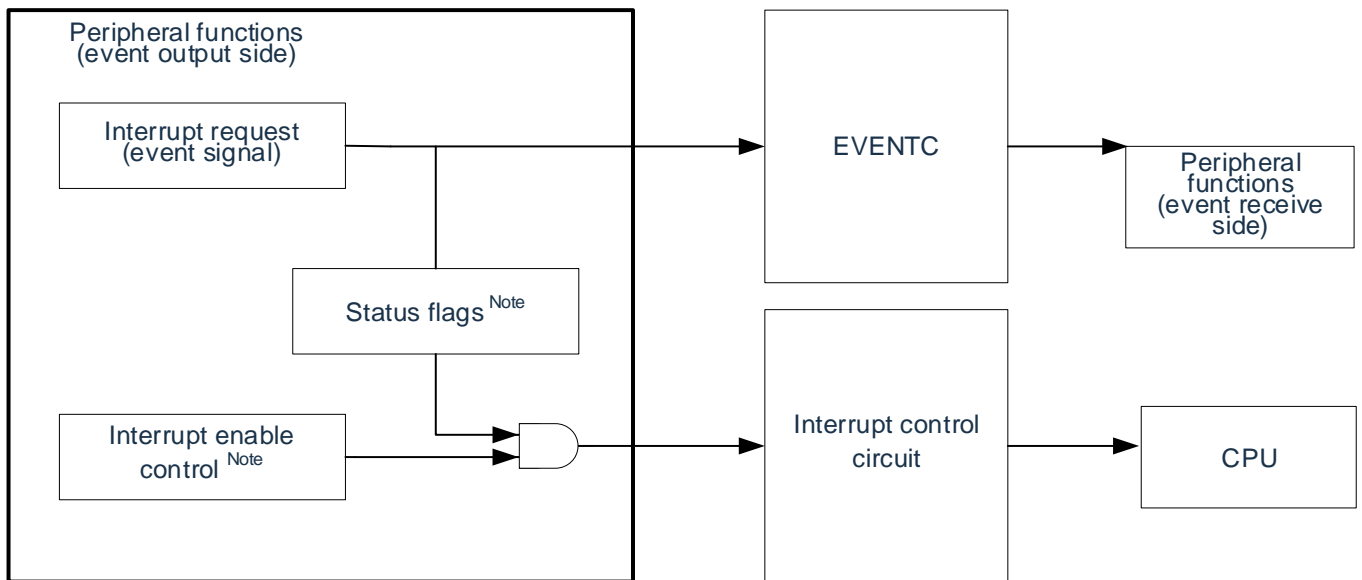 Peripheral functions
(event output side)
Interrupt request
(event signal)
EVENTC
Peripheral
functions
(event receive
side)
Status flags Note
Interrupt enable
control Note
Interrupt control
circuit
CPU